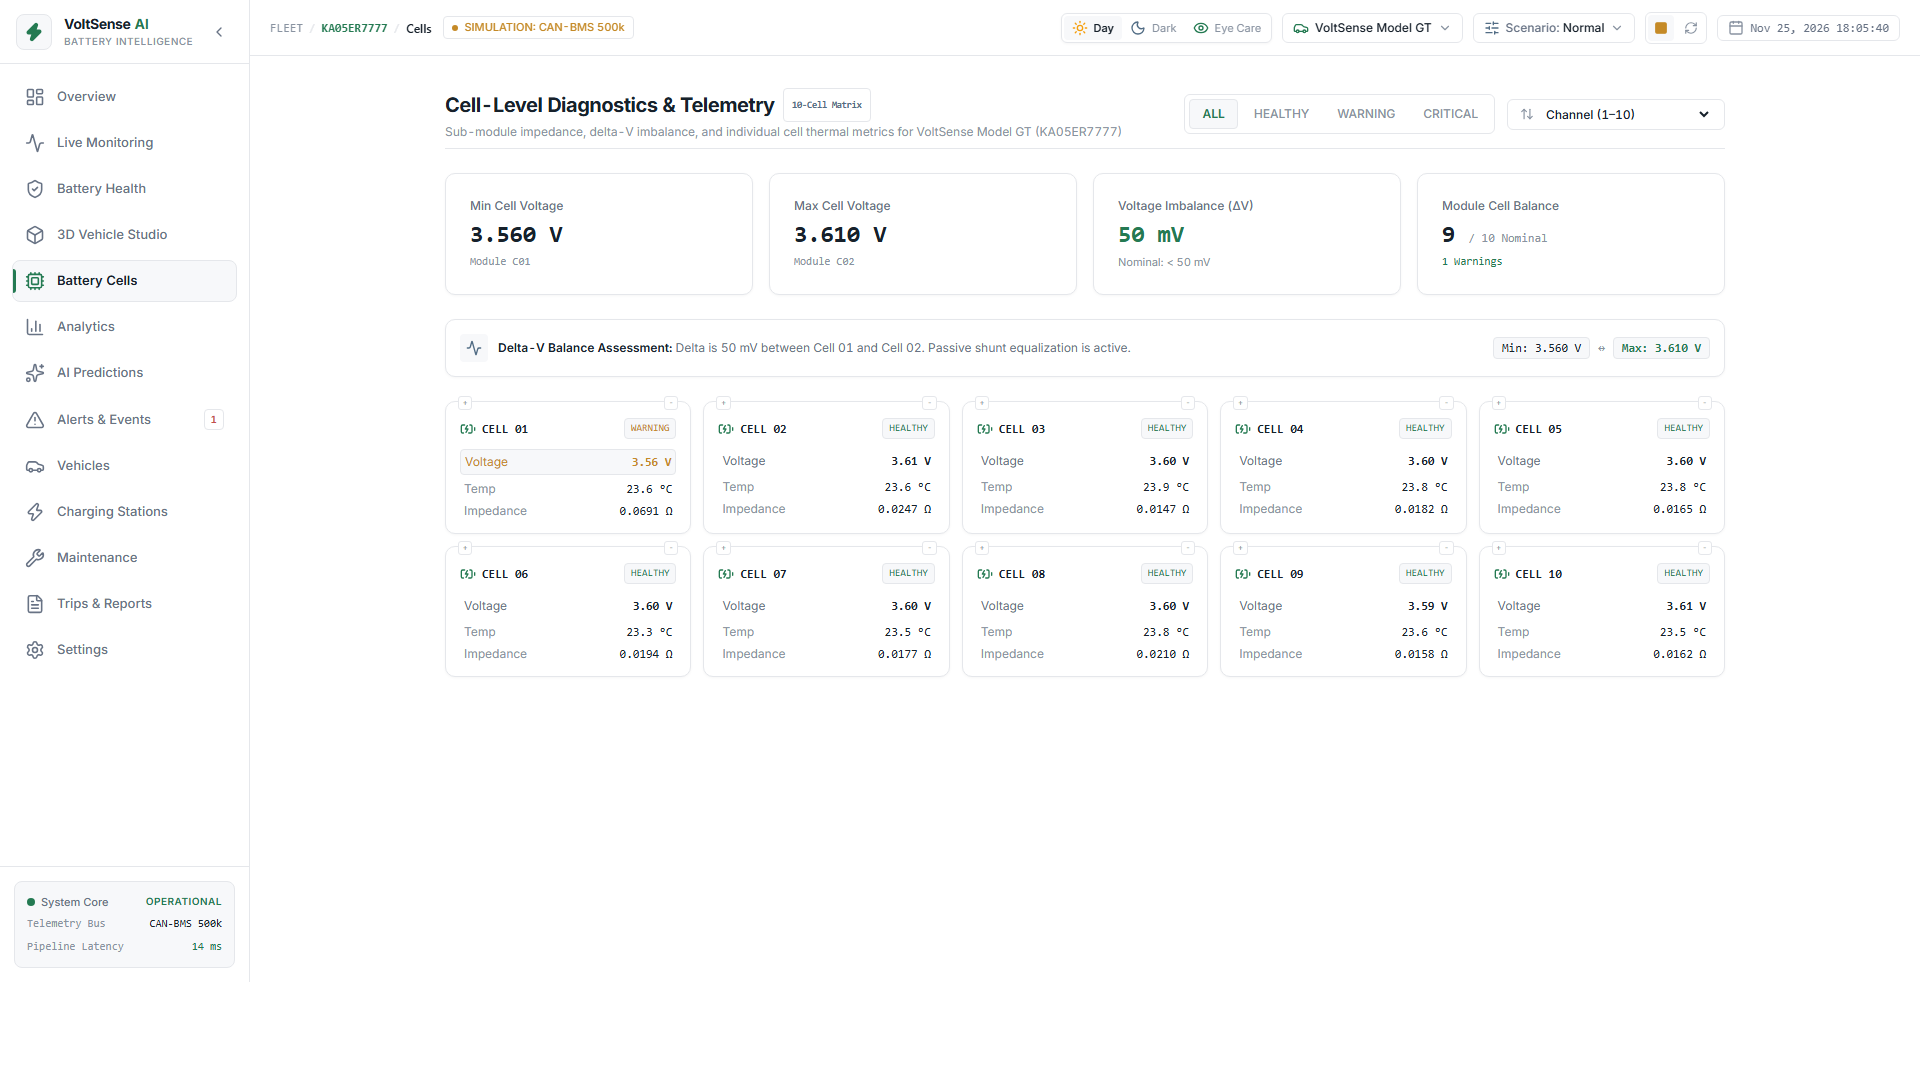 VoltSense AI
BATTERY INTELLIGENCE
Overview
Live Monitoring
Battery Health
3D Vehicle Studio
Battery Cells
Analytics
AI Predictions
Alerts & Events 1
Vehicles
Charging Stations
Maintenance
Trips & Reports
Settings
System Core OPERATIONAL
Telemetry Bus CAN-BMS 500k
Pipeline Latency 14 ms
FLEET / KA05ER7777 / Cells SIMULATION: CAN-BMS 500k Day Dark Eye Care VoltSense Model GT Scenario: Normal Nov 25, 2026 18:05:40
Cell-Level Diagnostics & Telemetry 10-Cell Matrix
Sub-module impedance, delta-V imbalance, and individual cell thermal metrics for VoltSense Model GT (KA05ER7777)
ALL HEALTHY WARNING CRITICAL Channel (1–10)
Min Cell Voltage
3.560 V
Module C01
Max Cell Voltage
3.610 V
Module C02
Voltage Imbalance (ΔV)
50 mV
Nominal: < 50 mV
Module Cell Balance
9 / 10 Nominal
1 Warnings
Delta-V Balance Assessment: Delta is 50 mV between Cell 01 and Cell 02. Passive shunt equalization is active. Min: 3.560 V ↔ Max: 3.610 V
+ -
CELL 01 WARNING
Voltage 3.56 V
Temp 23.6 °C
Impedance 0.0691 Ω
+ -
CELL 02 HEALTHY
Voltage 3.61 V
Temp 23.6 °C
Impedance 0.0247 Ω
+ -
CELL 03 HEALTHY
Voltage 3.60 V
Temp 23.9 °C
Impedance 0.0147 Ω
+ -
CELL 04 HEALTHY
Voltage 3.60 V
Temp 23.8 °C
Impedance 0.0182 Ω
+ -
CELL 05 HEALTHY
Voltage 3.60 V
Temp 23.8 °C
Impedance 0.0165 Ω
+ -
CELL 06 HEALTHY
Voltage 3.60 V
Temp 23.3 °C
Impedance 0.0194 Ω
+ -
CELL 07 HEALTHY
Voltage 3.60 V
Temp 23.5 °C
Impedance 0.0177 Ω
+ -
CELL 08 HEALTHY
Voltage 3.60 V
Temp 23.8 °C
Impedance 0.0210 Ω
+ -
CELL 09 HEALTHY
Voltage 3.59 V
Temp 23.6 °C
Impedance 0.0158 Ω
+ -
CELL 10 HEALTHY
Voltage 3.61 V
Temp 23.5 °C
Impedance 0.0162 Ω